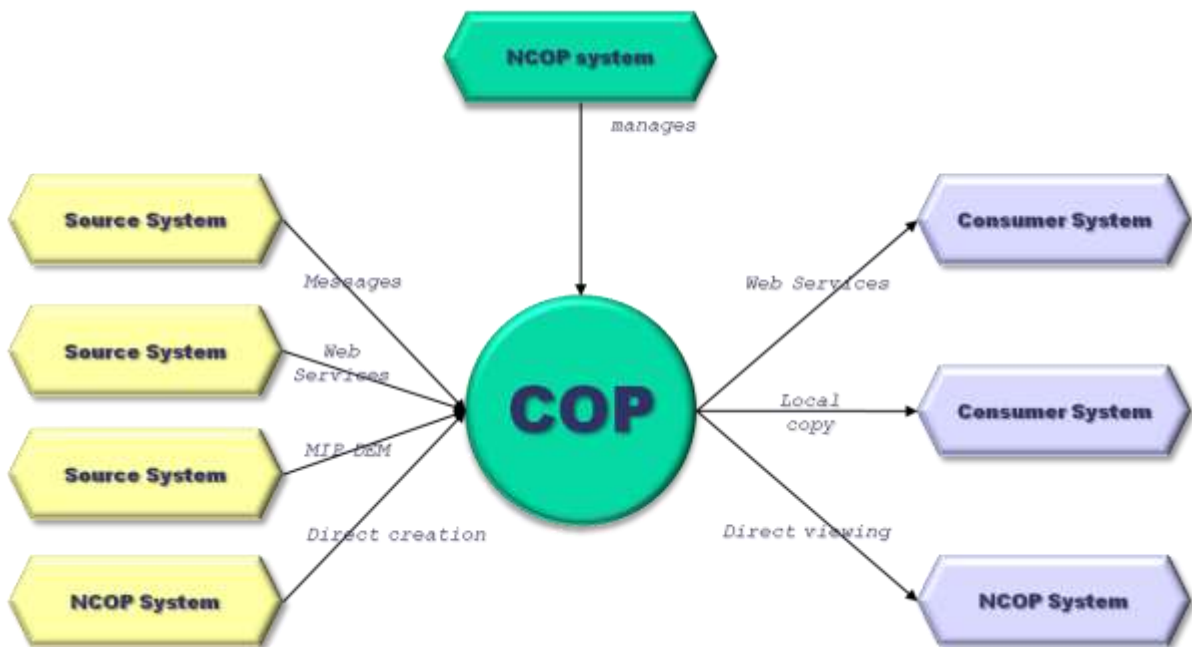 NCOP system
manages
Source System
Messages
Source System
Web
Services
Source System
MIP DEM
NCOP System
Direct creation
COP
Web Services
Consumer System
Local
copy
Consumer System
Direct viewing
NCOP System